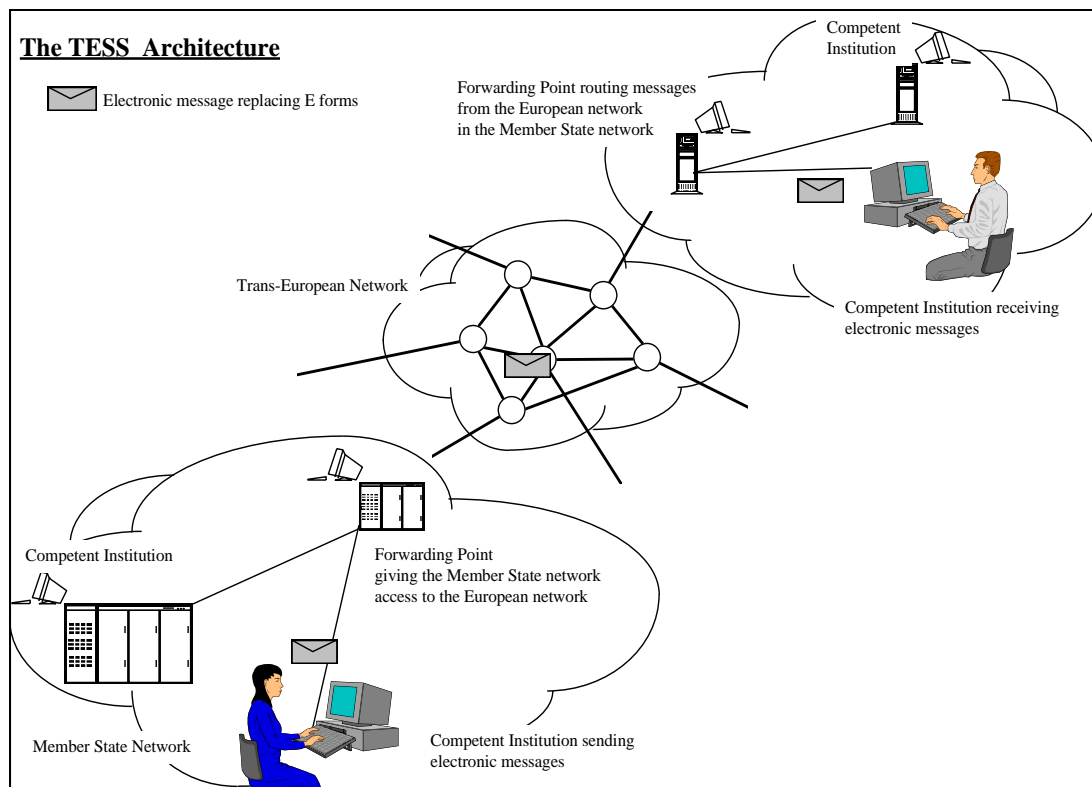 The TESS Architecture
Electronic message replacing E forms
Competent
Institution
Forwarding Point routing messages
from the European network
in the Member State network
Trans-European Network
Competent Institution receiving
electronic messages
Competent Institution
Forwarding Point
giving the Member State network
access to the European network
Member State Network
Competent Institution sending
electronic messages